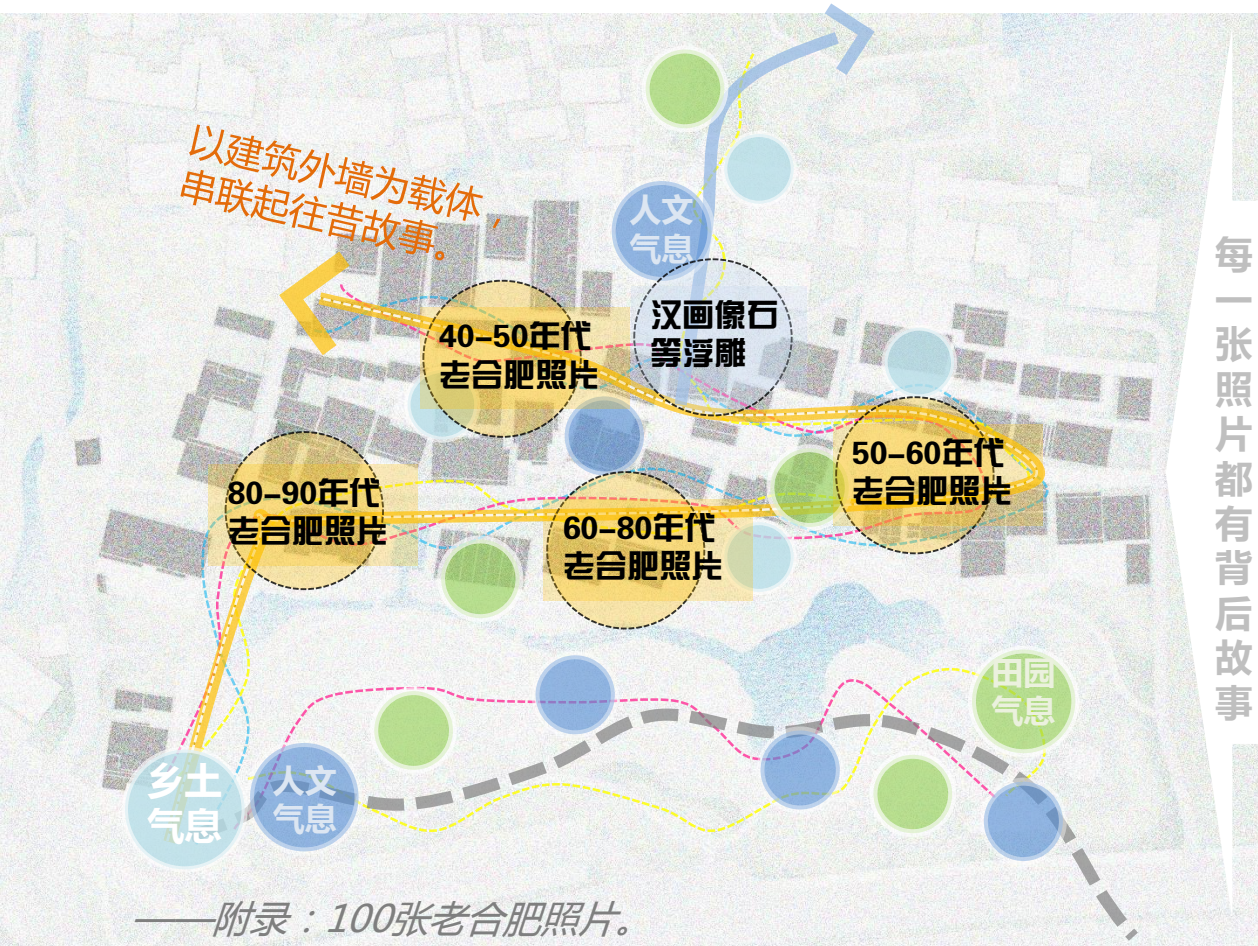 以建筑外墙为载体，
串联起往昔故事。
人文
气息
汉画像石
等浮雕
40-50年代
老合肥照片
50-60年代
老合肥照片
80-90年代
老合肥照片
60-80年代
老合肥照片
田园
气息
乡土
气息
人文
气息
每一张照片都有背后故事
——附录：100张老合肥照片。